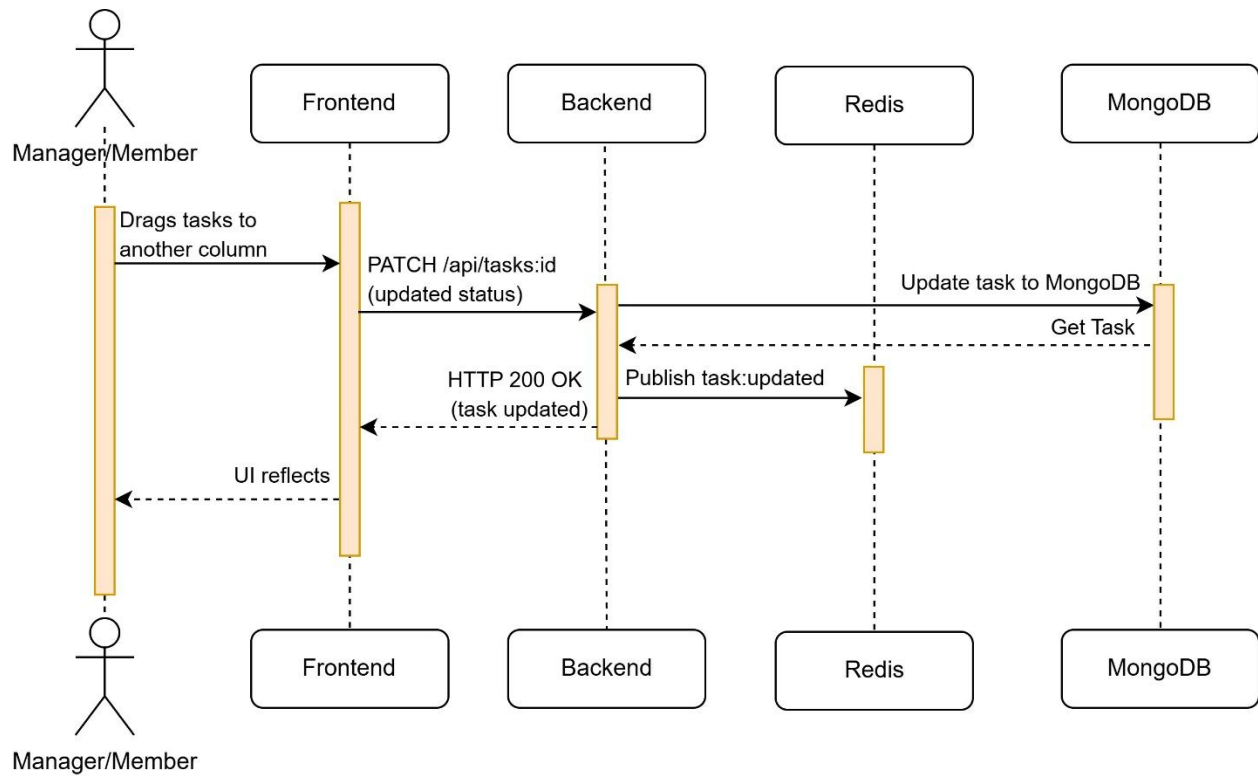 Frontend
Backend
Redis
MongoDB
Manager/Member
Drags tasks to
another column
PATCH /api/tasks:id
(updated status)
Update task to MongoDB
Get Task
HTTP 200 OK
(task updated)
Publish task:updated
UI reflects
Frontend
Backend
Redis
MongoDB
Manager/Member